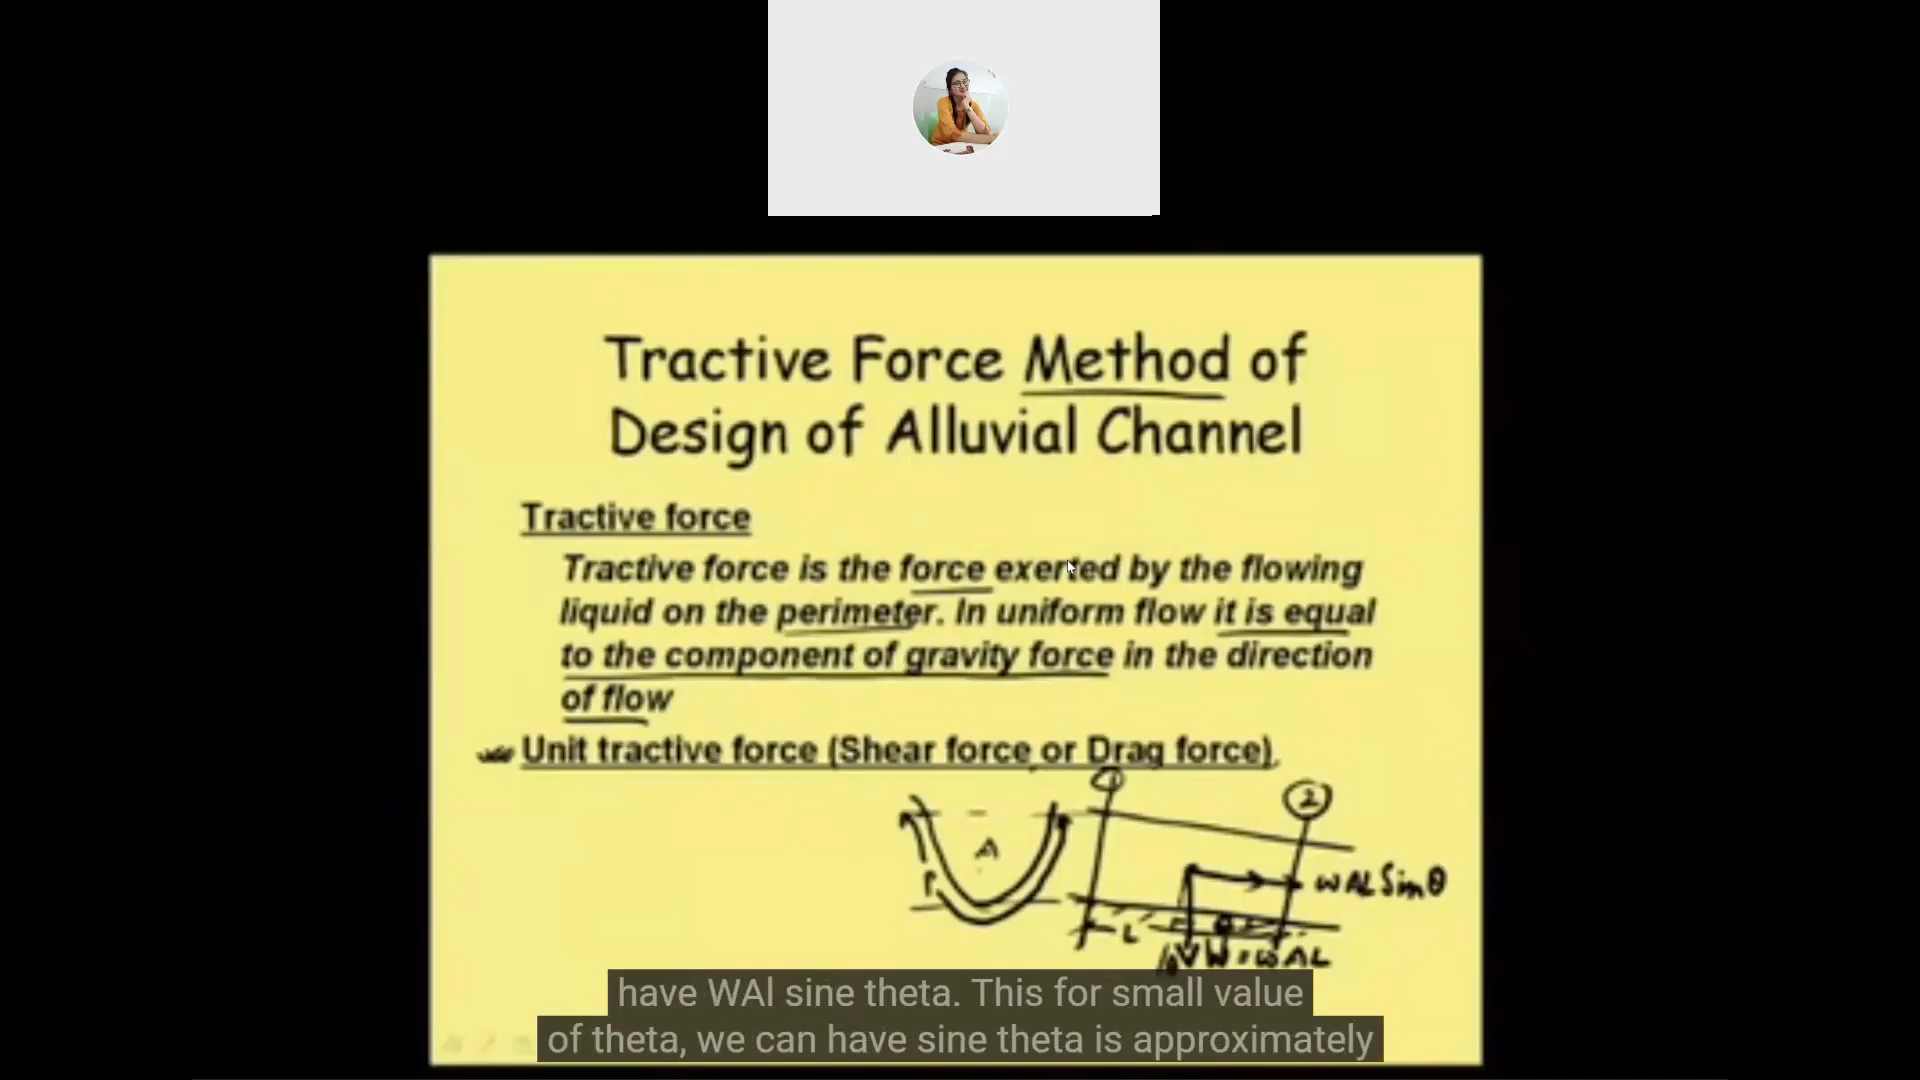 Tractive Force Method of
Design of Alluvial Channel
Tractive force
Tractive force is the force exerted by the flowing
liquid on the perimeter. In uniform flow it is equal
to the component of gravity force in the direction
of flow
Unit tractive force (Shear force or Drag force)
1
2
A
P
wALSinθ
L
θ
W = wAL
have WAl sine theta. This for small value
of theta, we can have sine theta is approximately